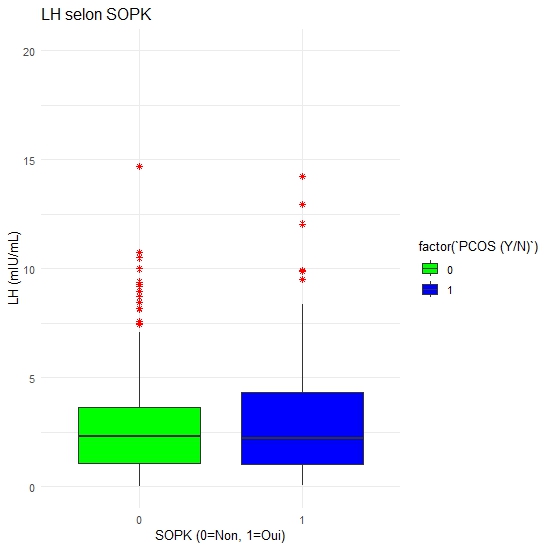 LH selon SOPK
20
15
10
5
0
LH (mIU/mL)
0
1
SOPK (0=Non, 1=Oui)
factor(`PCOS (Y/N)`)
0
1